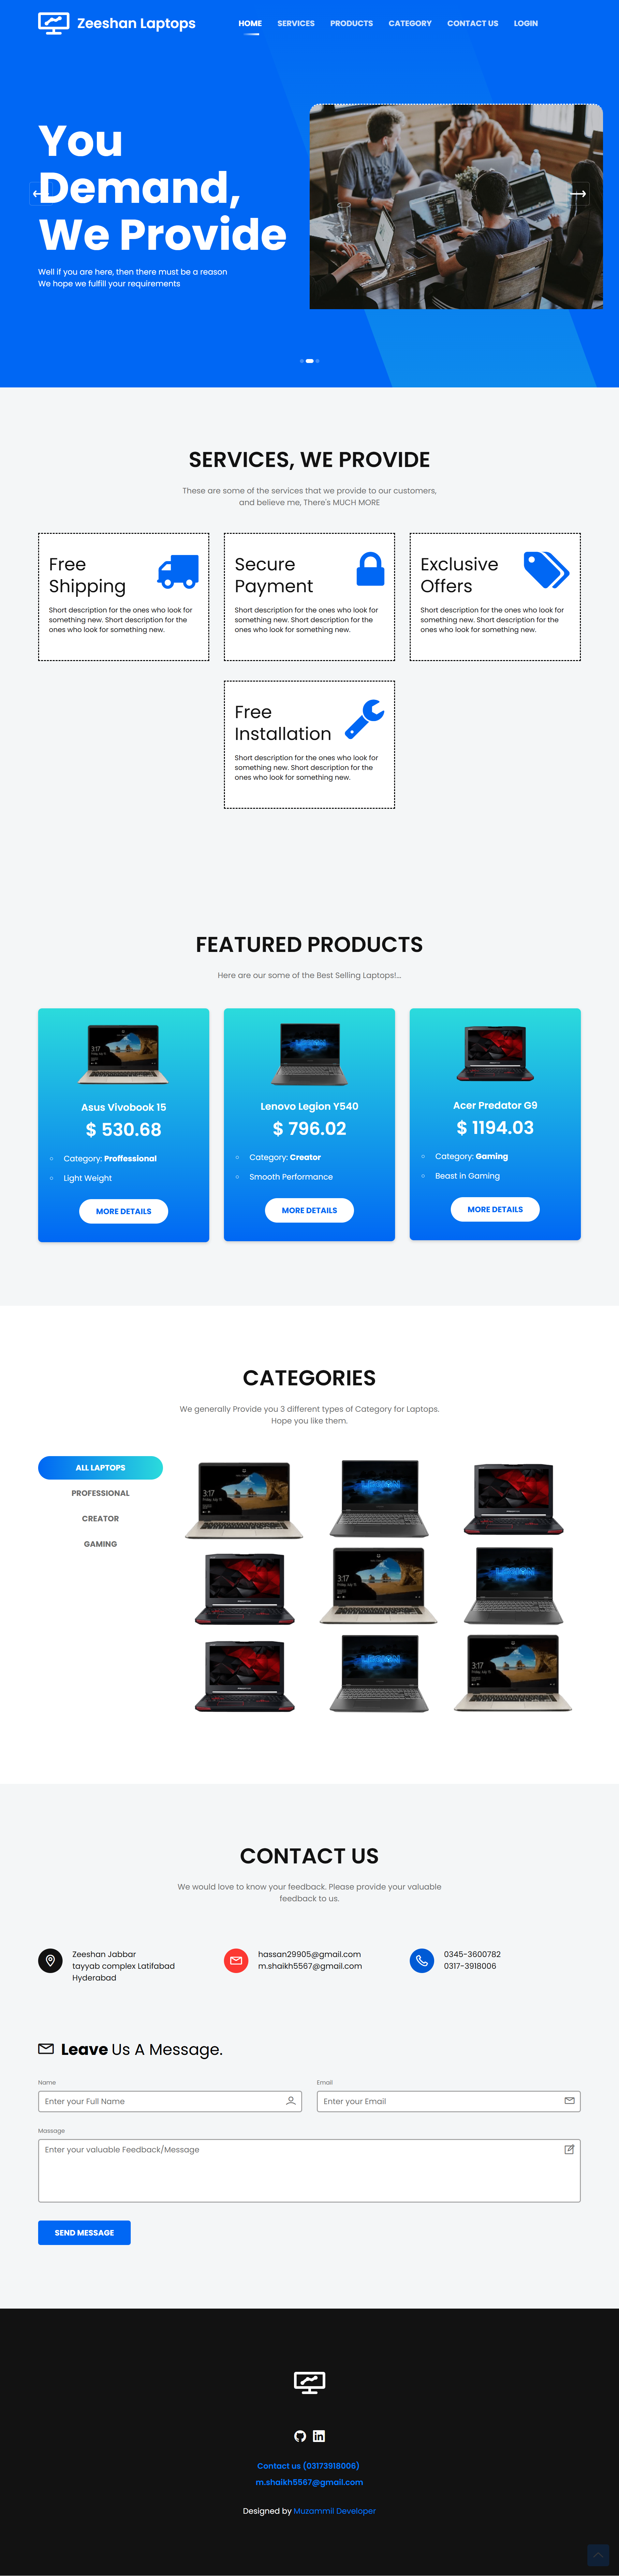 Zeeshan Laptops
HOME SERVICES PRODUCTS CATEGORY CONTACT US LOGIN
You
Demand,
We Provide
Well if you are here, then there must be a reason
We hope we fulfill your requirements
SERVICES, WE PROVIDE
These are some of the services that we provide to our customers,
and believe me, There's MUCH MORE
Free
Shipping
Short description for the ones who look for
something new. Short description for the
ones who look for something new.
Secure
Payment
Short description for the ones who look for
something new. Short description for the
ones who look for something new.
Exclusive
Offers
Short description for the ones who look for
something new. Short description for the
ones who look for something new.
Free
Installation
Short description for the ones who look for
something new. Short description for the
ones who look for something new.
FEATURED PRODUCTS
Here are our some of the Best Selling Laptops!...
Asus Vivobook 15
$ 530.68
Category: Proffessional
Light Weight
MORE DETAILS
Lenovo Legion Y540
$ 796.02
Category: Creator
Smooth Performance
MORE DETAILS
Acer Predator G9
$ 1194.03
Category: Gaming
Beast in Gaming
MORE DETAILS
CATEGORIES
We generally Provide you 3 different types of Category for Laptops.
Hope you like them.
ALL LAPTOPS
PROFESSIONAL
CREATOR
GAMING
CONTACT US
We would love to know your feedback. Please provide your valuable
feedback to us.
Zeeshan Jabbar
tayyab complex Latifabad
Hyderabad
hassan29905@gmail.com
m.shaikh5567@gmail.com
0345-3600782
0317-3918006
Leave Us A Message.
Name
Enter your Full Name
Email
Enter your Email
Massage
Enter your valuable Feedback/Message
SEND MESSAGE
Contact us (03173918006)
m.shaikh5567@gmail.com
Designed by Muzammil Developer